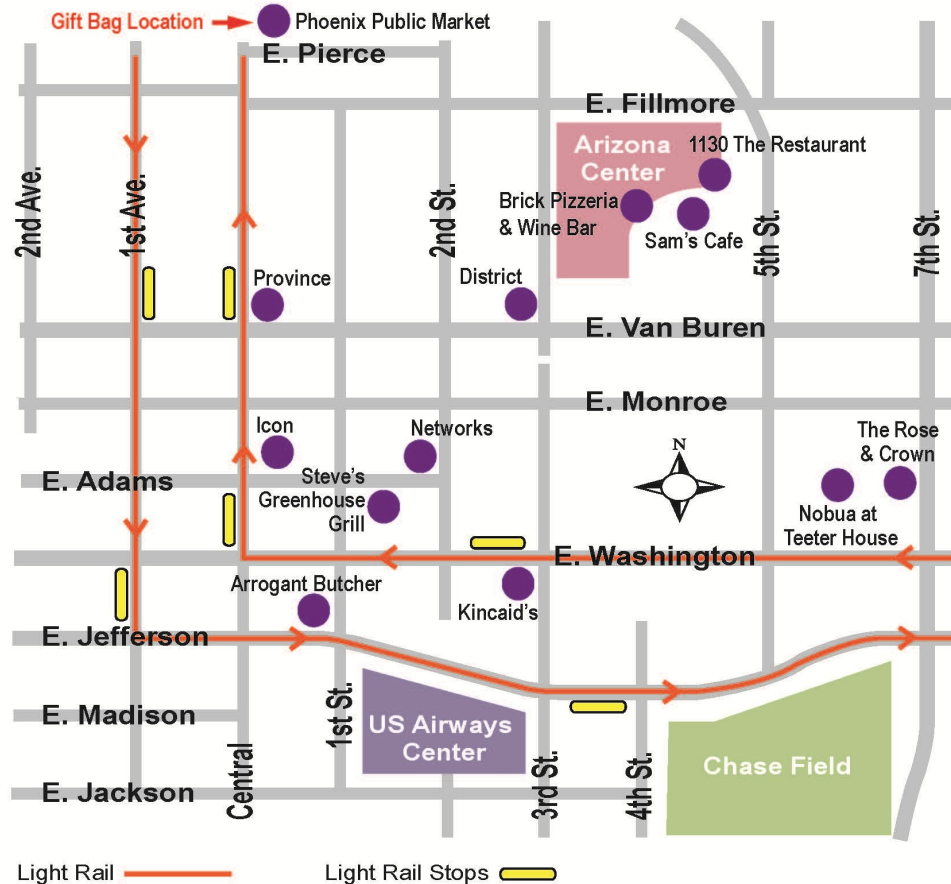 Gift Bag Location
Phoenix Public Market
E. Pierce
E. Fillmore
1130 The Restaurant
Arizona
Center
2nd Ave.
1st Ave.
2nd St.
Brick Pizzeria
& Wine Bar
Sam's Cafe
5th St.
7th St.
Province
District
E. Van Buren
E. Monroe
Icon
Networks
The Rose
& Crown
N
E. Adams
Steve's
Greenhouse
Grill
Nobua at
Teeter House
E. Washington
Arrogant Butcher
Kincaid's
E. Jefferson
E. Madison
Central
1st St.
US Airways
Center
3rd St.
4th St.
Chase Field
E. Jackson
Light Rail
Light Rail Stops